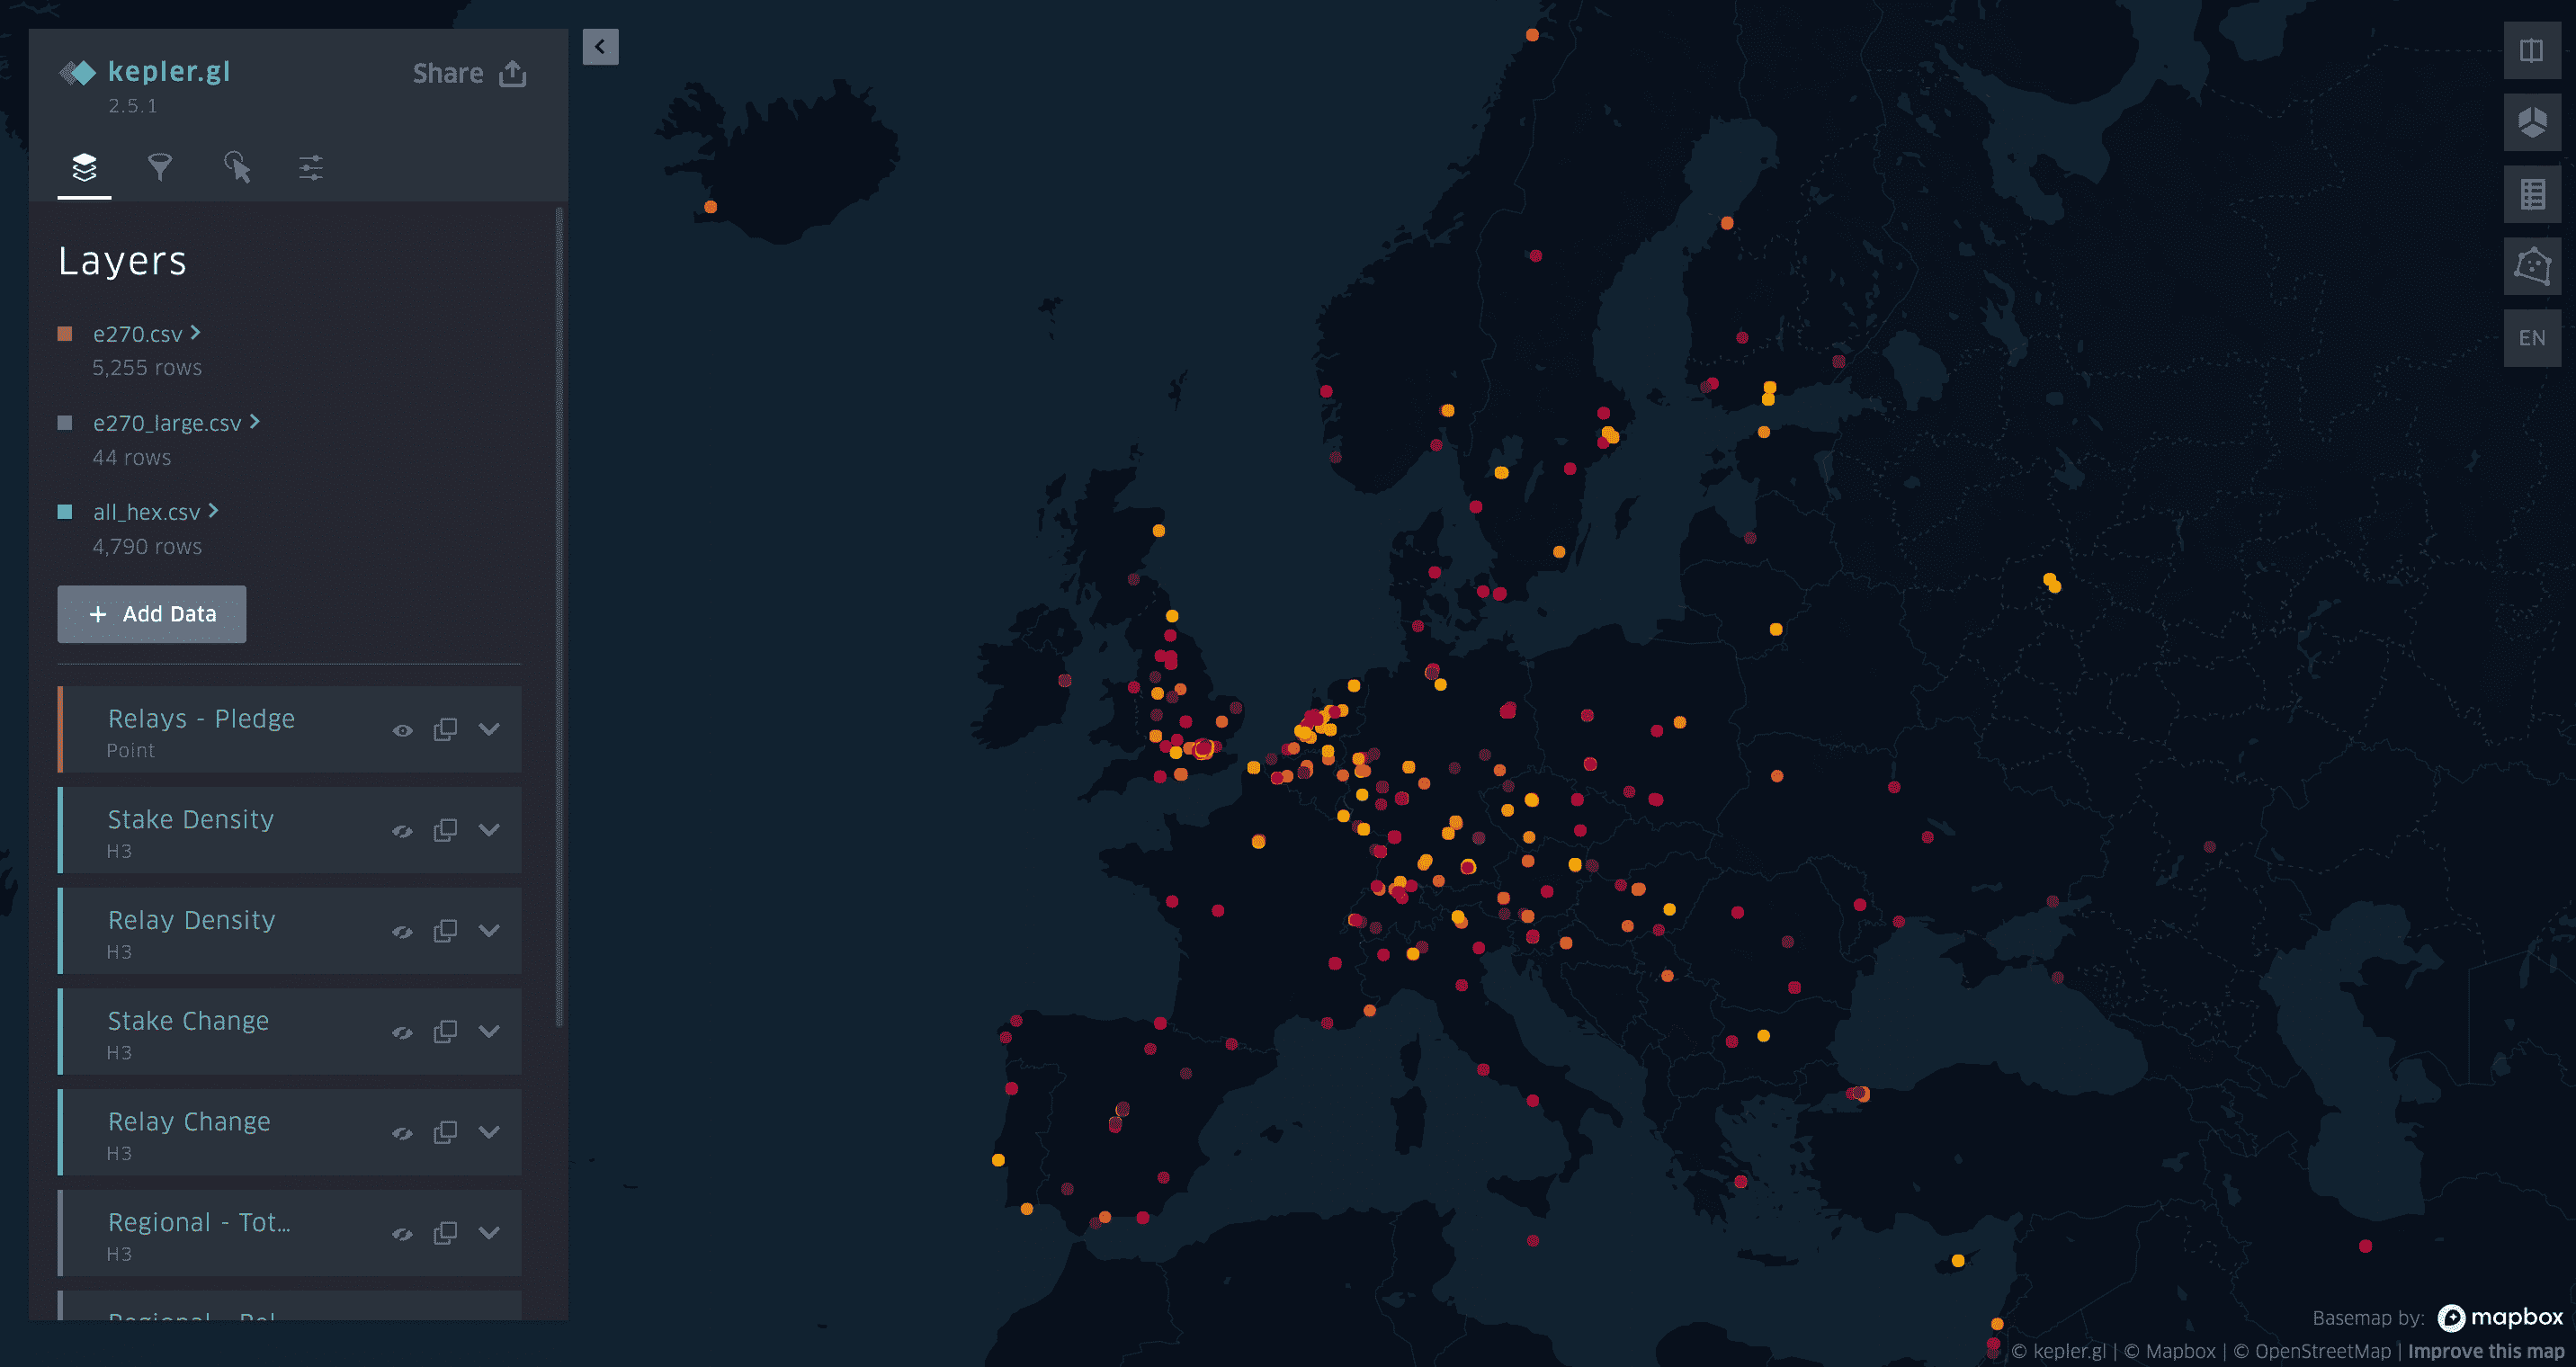 kepler.gl
2.5.1
Share
Layers
e270.csv
5,255 rows
e270_large.csv
44 rows
all_hex.csv
4,790 rows
+ Add Data
Relays - Pledge
Point
Stake Density
H3
Relay Density
H3
Stake Change
H3
Relay Change
H3
Regional - Tot…
H3
EN
Basemap by: mapbox
© kepler.gl | © Mapbox | © OpenStreetMap | Improve this map